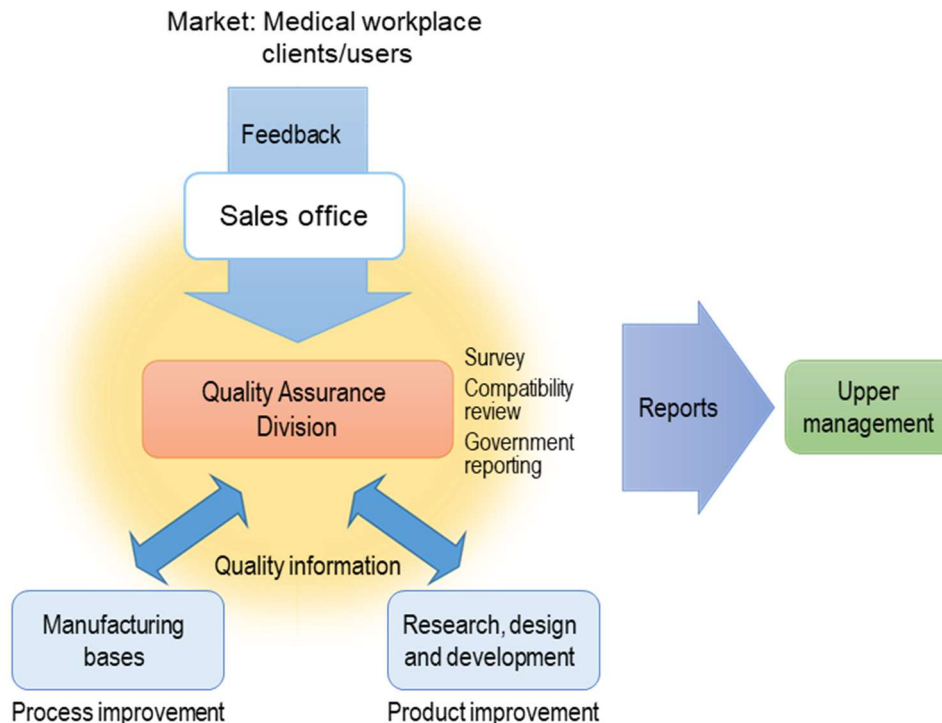 Market: Medical workplace
clients/users
Feedback
Sales office
Quality Assurance
Division
Survey
Compatibility
review
Government
reporting
Reports
Upper
management
Quality information
Manufacturing
bases
Process improvement
Research, design
and development
Product improvement